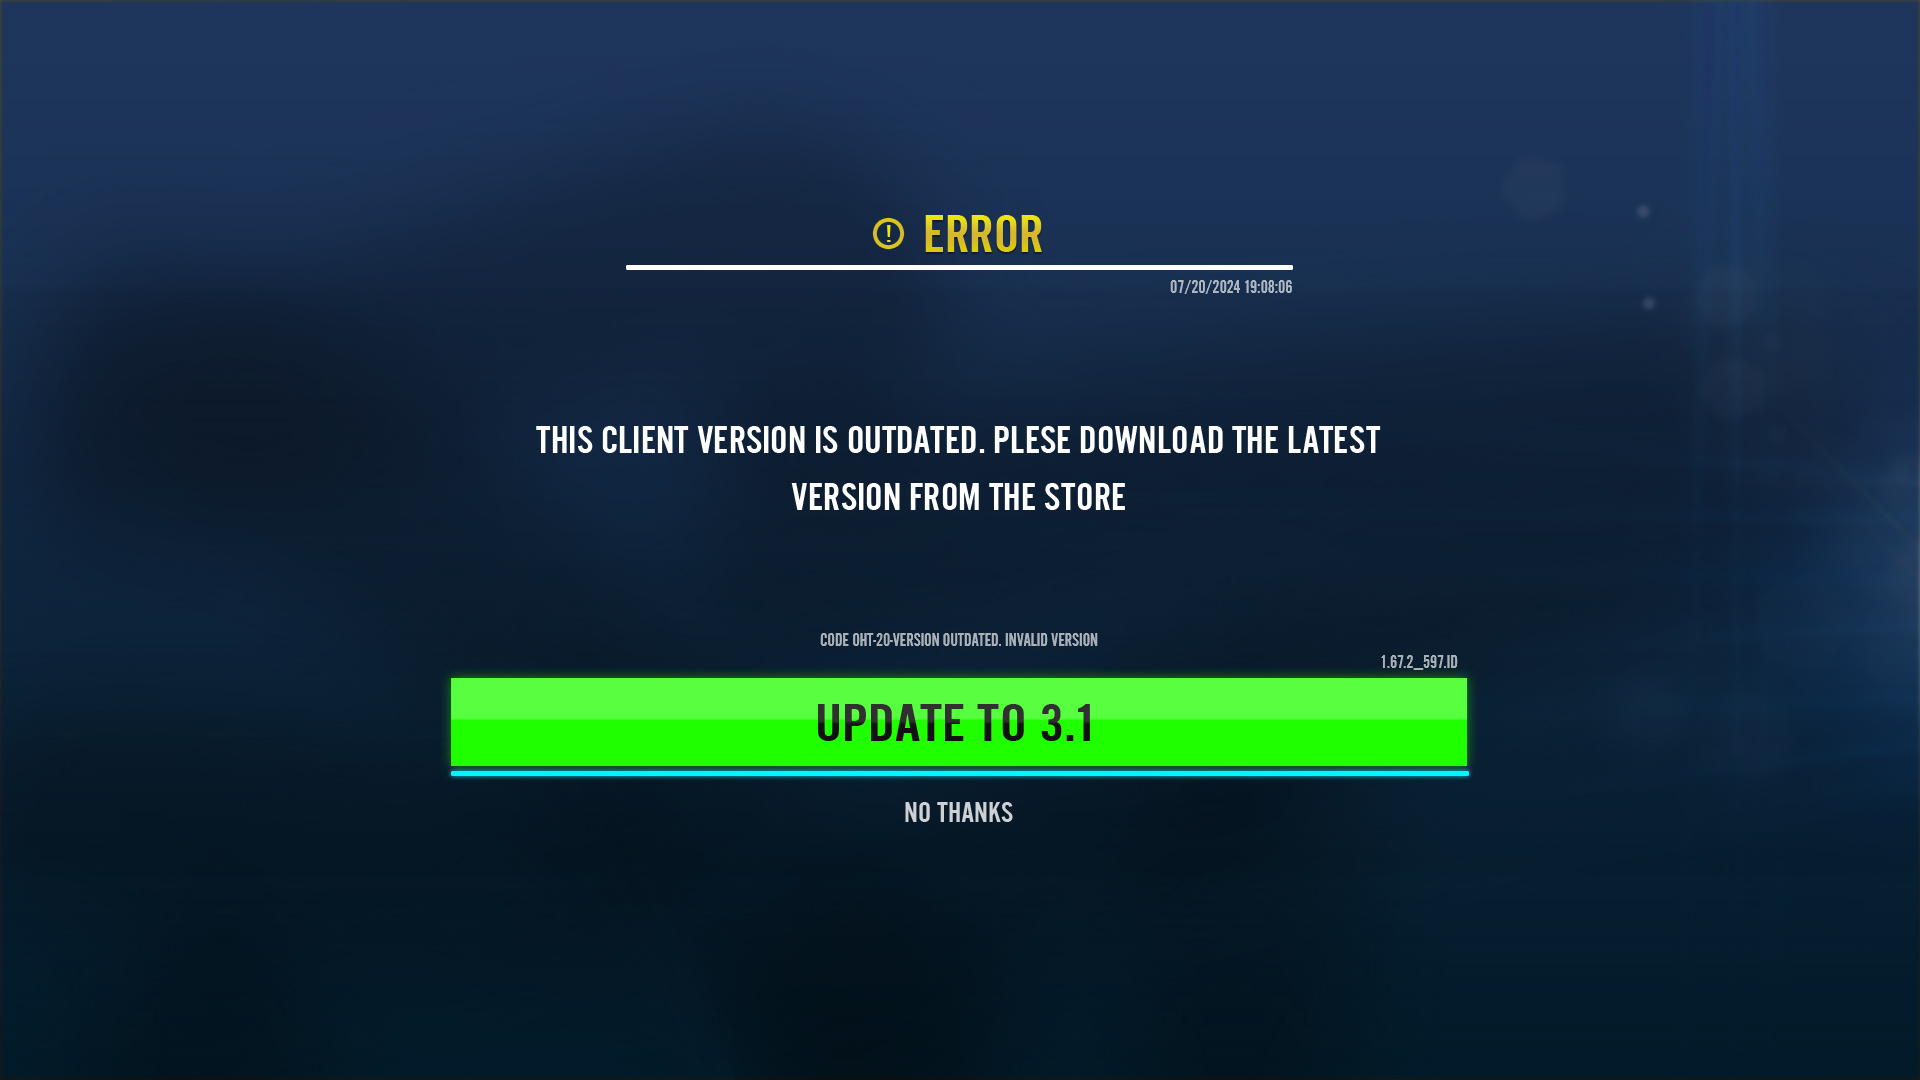 ERROR
07/20/2024 19:08:06
THIS CLIENT VERSION IS OUTDATED. PLESE DOWNLOAD THE LATEST
VERSION FROM THE STORE
CODE OHT-20-VERSION OUTDATED. INVALID VERSION
1.67.2_597.ID
UPDATE TO 3.1
NO THANKS